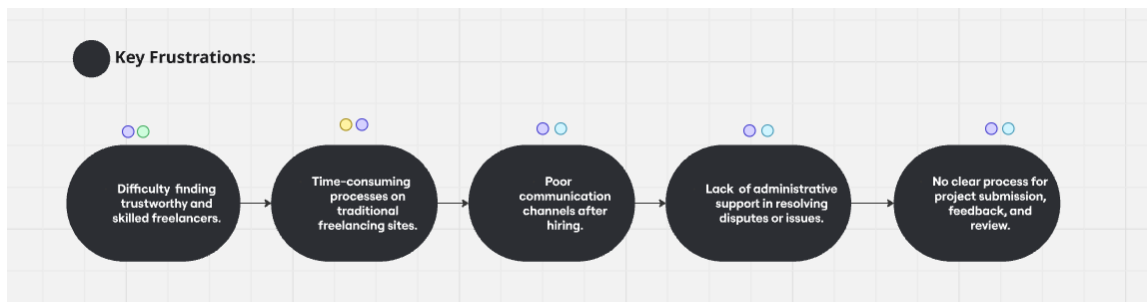 Key Frustrations:
Difficulty finding
trustworthy and
skilled freelancers.
Time-consuming
processes on
traditional
freelancing sites.
Poor
communication
channels after
hiring.
Lack of administrative
support in resolving
disputes or issues.
No clear process for
project submission,
feedback, and
review.